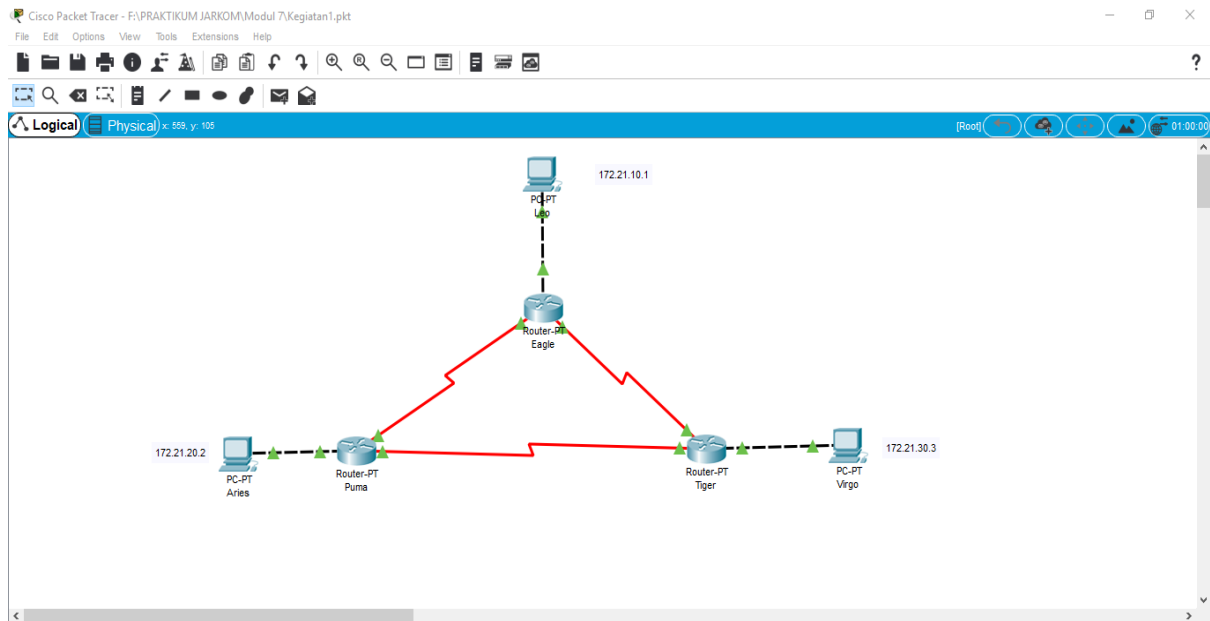 Cisco Packet Tracer - F:\PRAKTIKUM JARKOM\Modul 7\Kegiatan1.pkt
File Edit Options View Tools Extensions Help
?
Logical Physical x: 559, y: 105 [Root] 01:00:00
172.21.10.1
PC-PT
Leo
Router-PT
Eagle
172.21.20.2
PC-PT
Aries
Router-PT
Puma
Router-PT
Tiger
PC-PT
Virgo
172.21.30.3